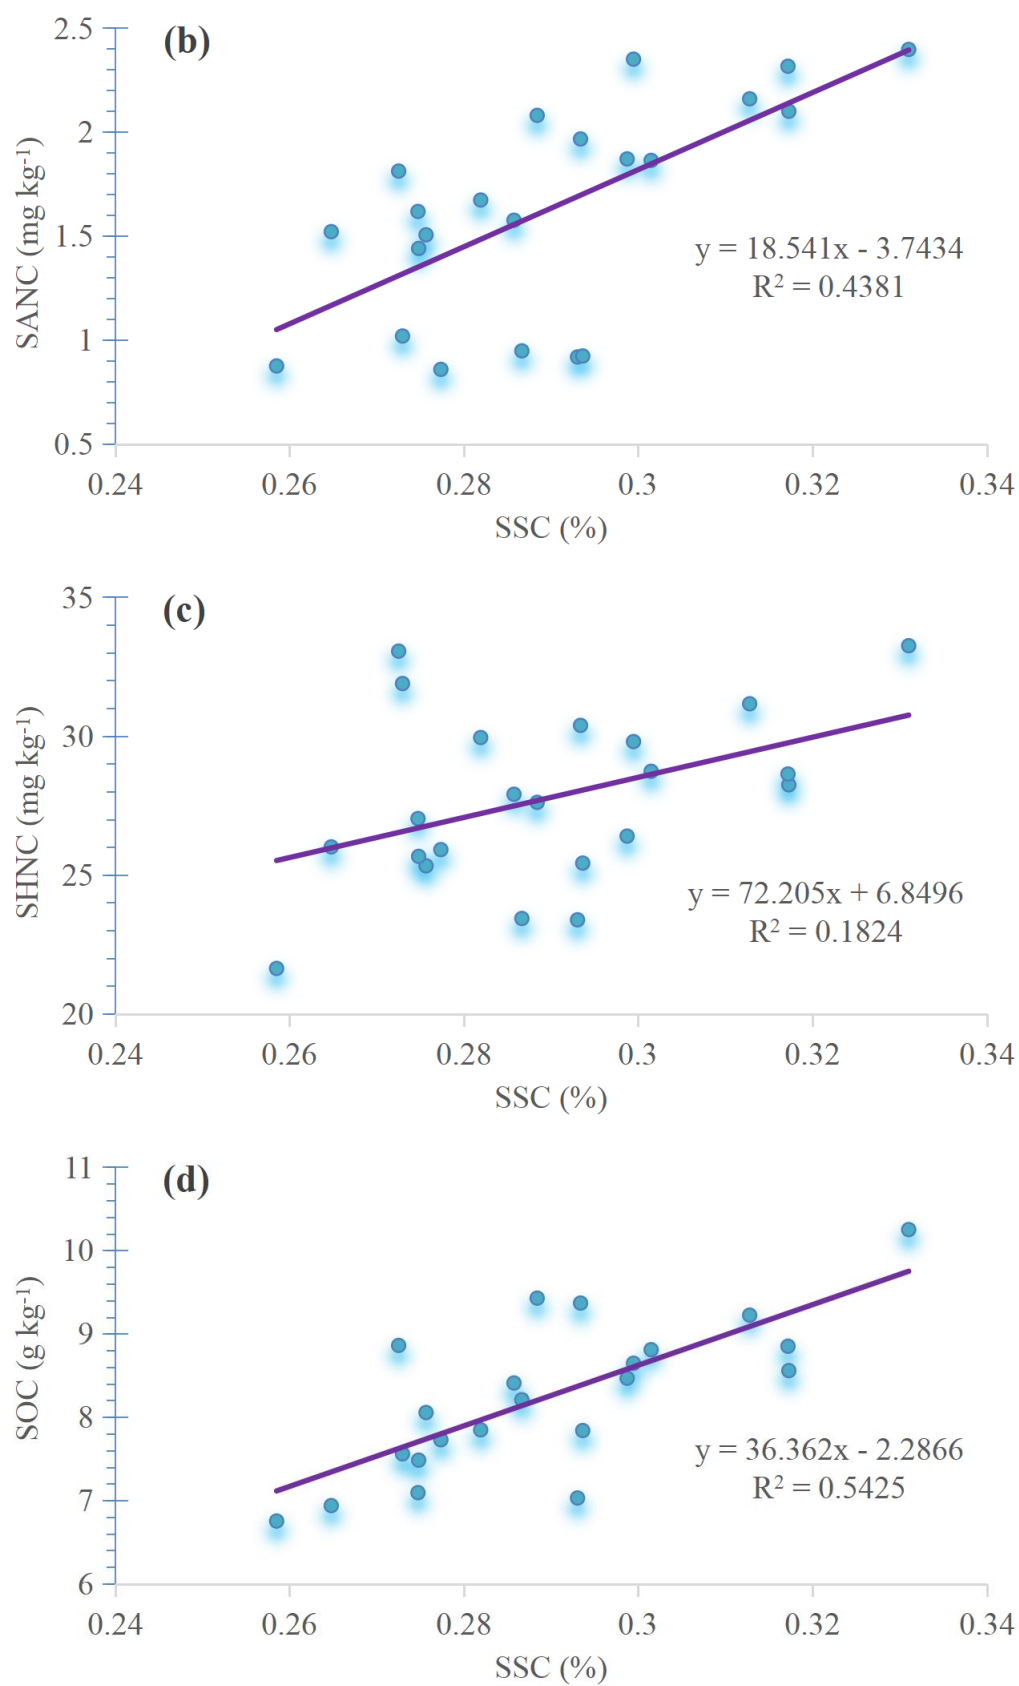 (b)
2.5
2
1.5
1
0.5
SANC (mg kg⁻¹)
y = 18.541x - 3.7434
R² = 0.4381
0.24 0.26 0.28 0.3 0.32 0.34
SSC (%)
(c)
35
30
25
20
SHNC (mg kg⁻¹)
y = 72.205x + 6.8496
R² = 0.1824
0.24 0.26 0.28 0.3 0.32 0.34
SSC (%)
(d)
11
10
9
8
7
6
SOC (g kg⁻¹)
y = 36.362x - 2.2866
R² = 0.5425
0.24 0.26 0.28 0.3 0.32 0.34
SSC (%)